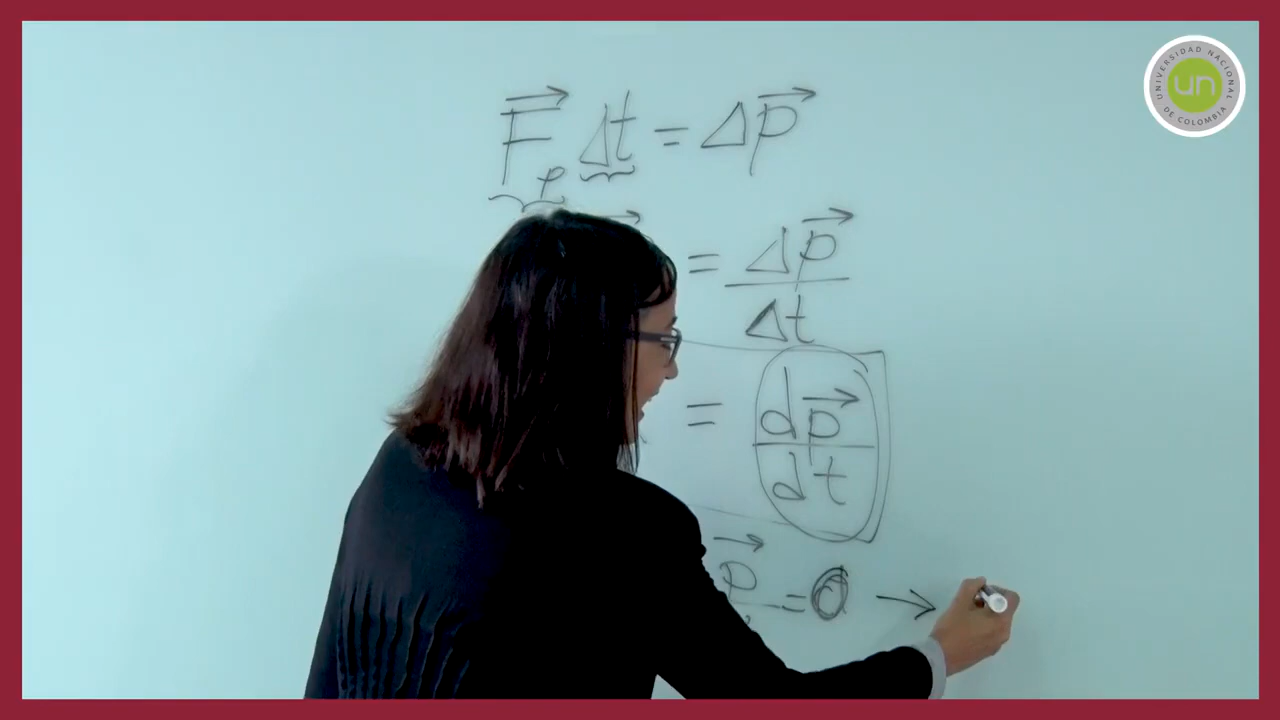 UNIVERSIDAD NACIONAL
un
DE COLOMBIA
F⃗ₚ Δt = Δp⃗
= Δp⃗ / Δt
= dp⃗ / dt
p⃗ = 0 →